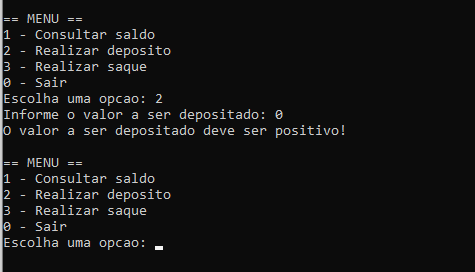 == MENU ==
1 - Consultar saldo
2 - Realizar deposito
3 - Realizar saque
0 - Sair
Escolha uma opcao: 2
Informe o valor a ser depositado: 0
O valor a ser depositado deve ser positivo!
== MENU ==
1 - Consultar saldo
2 - Realizar deposito
3 - Realizar saque
0 - Sair
Escolha uma opcao: